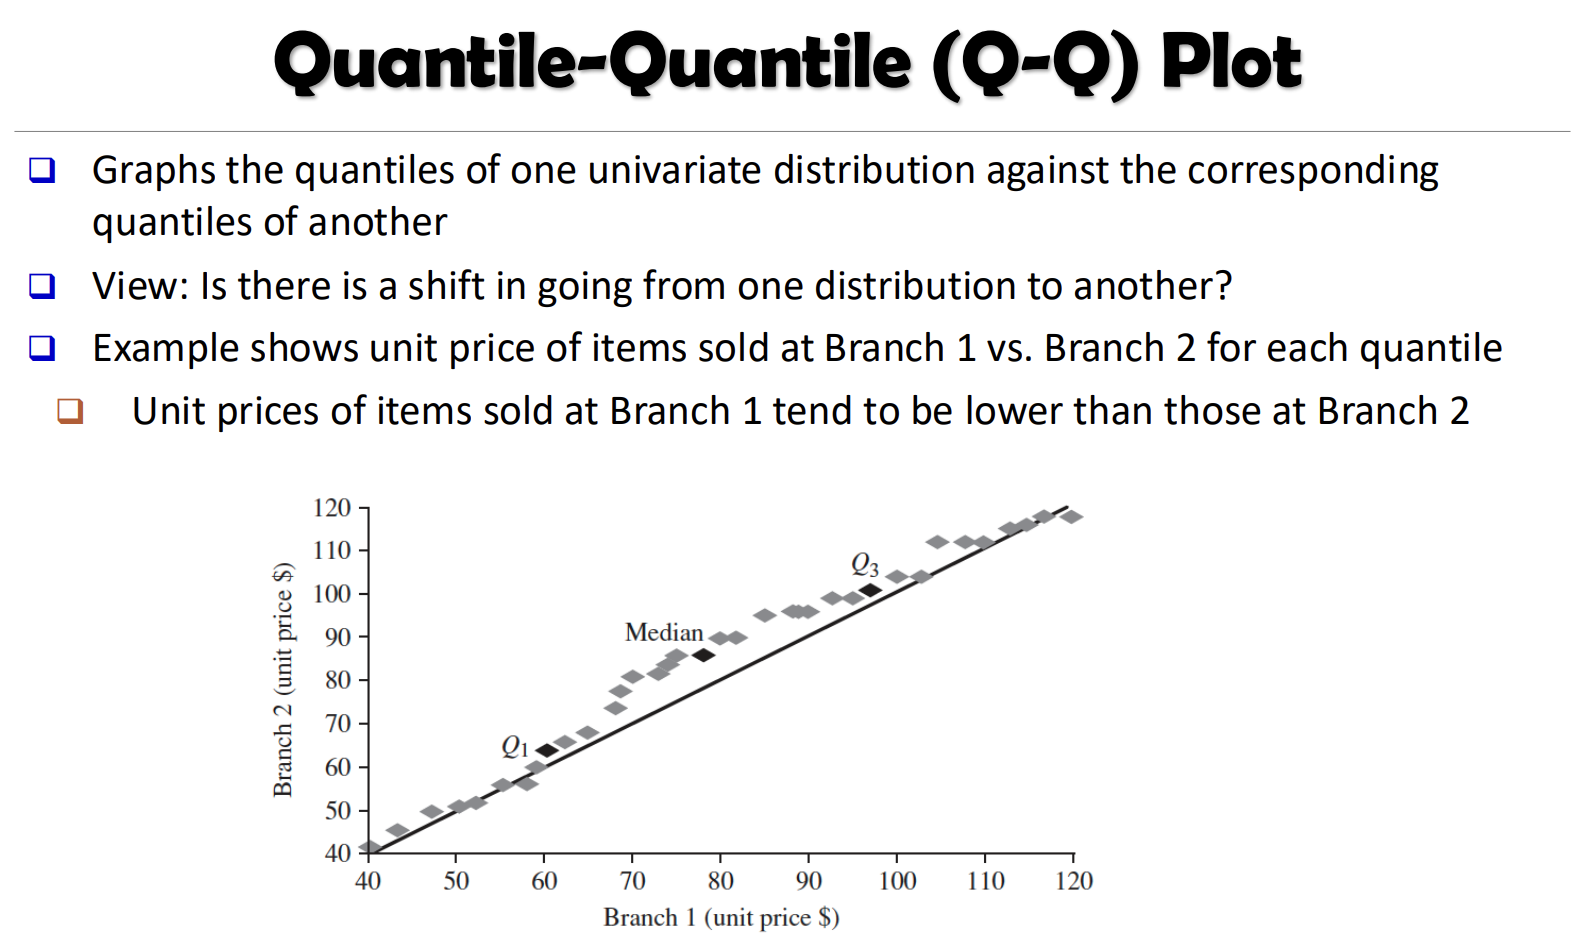 Quantile-Quantile (Q-Q) Plot
Graphs the quantiles of one univariate distribution against the corresponding
quantiles of another
View: Is there is a shift in going from one distribution to another?
Example shows unit price of items sold at Branch 1 vs. Branch 2 for each quantile
Unit prices of items sold at Branch 1 tend to be lower than those at Branch 2
120
110
100
90
80
70
60
50
40
Branch 2 (unit price $)
Q3
Median
Q1
40 50 60 70 80 90 100 110 120
Branch 1 (unit price $)